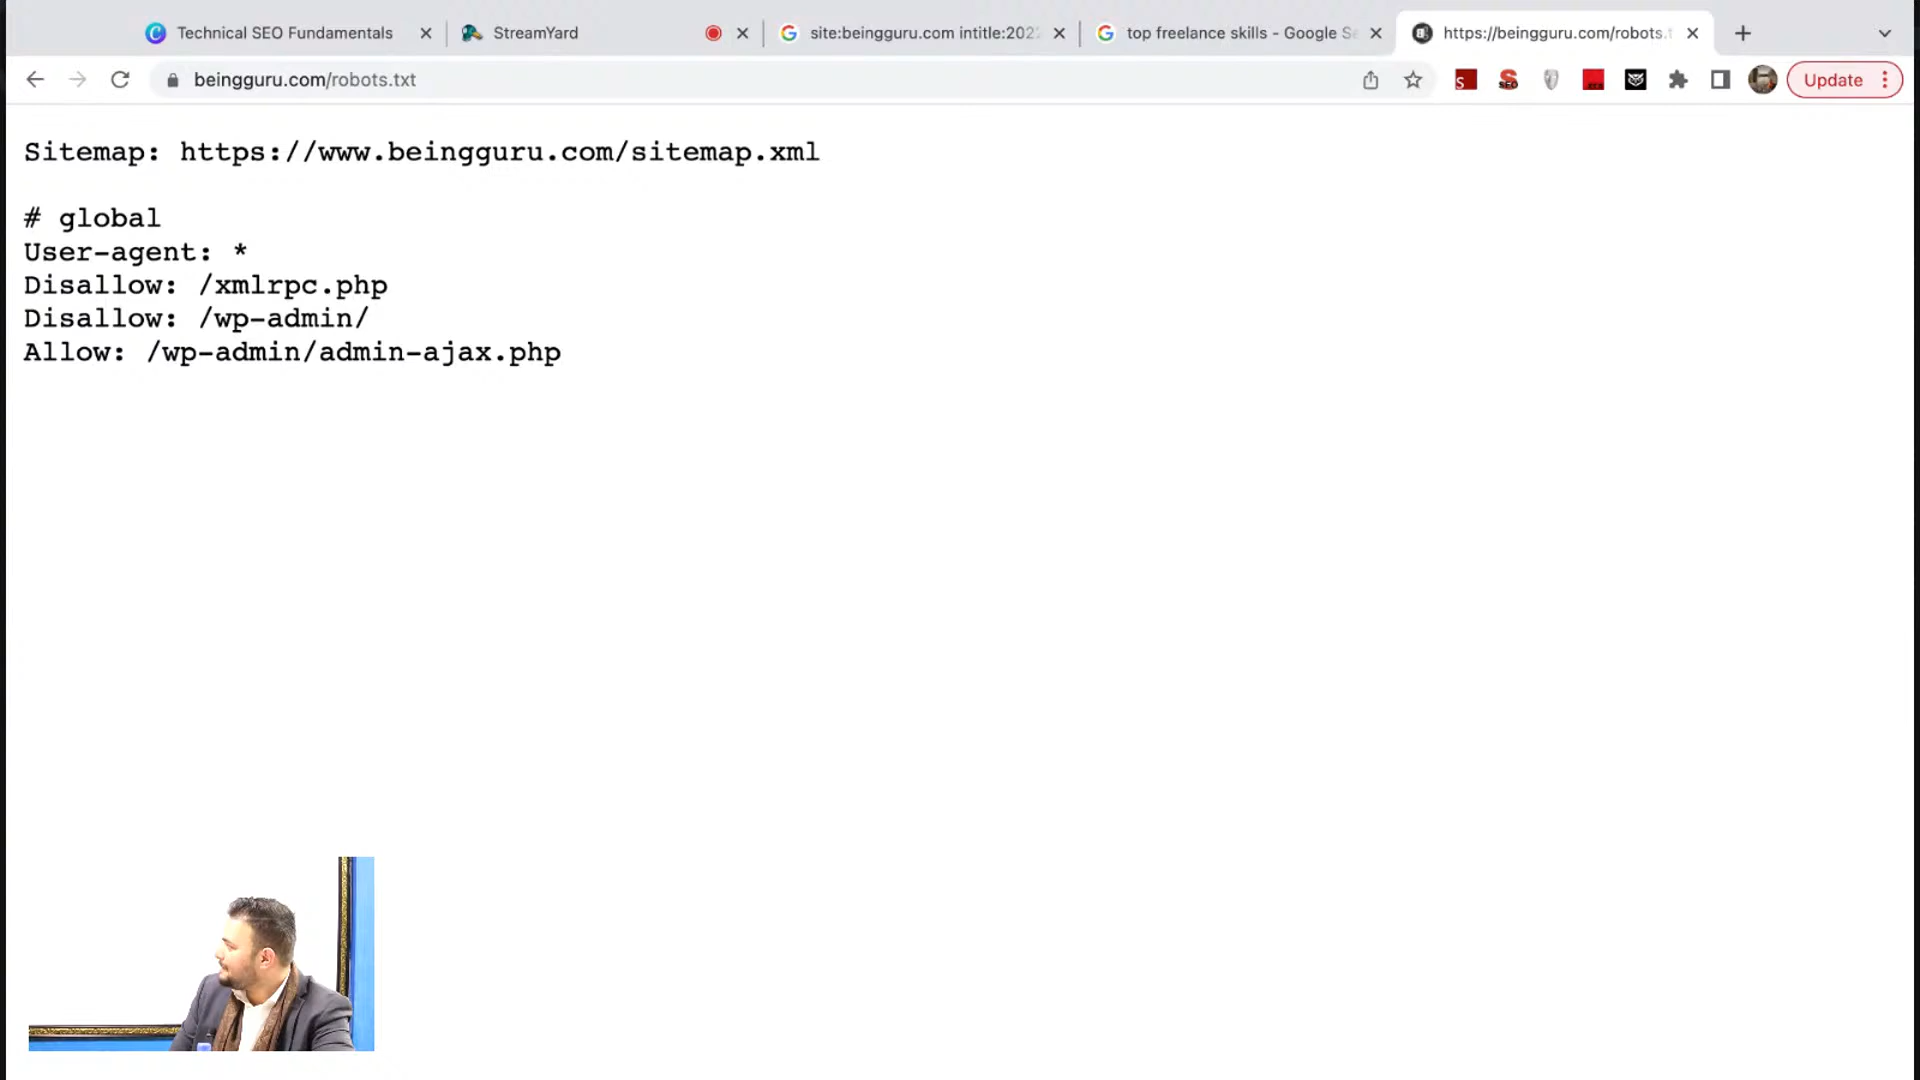 Technical SEO Fundamentals
StreamYard
site:beingguru.com intitle:202
top freelance skills - Google Se
https://beingguru.com/robots.t
beingguru.com/robots.txt
Update
Sitemap: https://www.beingguru.com/sitemap.xml
# global
User-agent: *
Disallow: /xmlrpc.php
Disallow: /wp-admin/
Allow: /wp-admin/admin-ajax.php